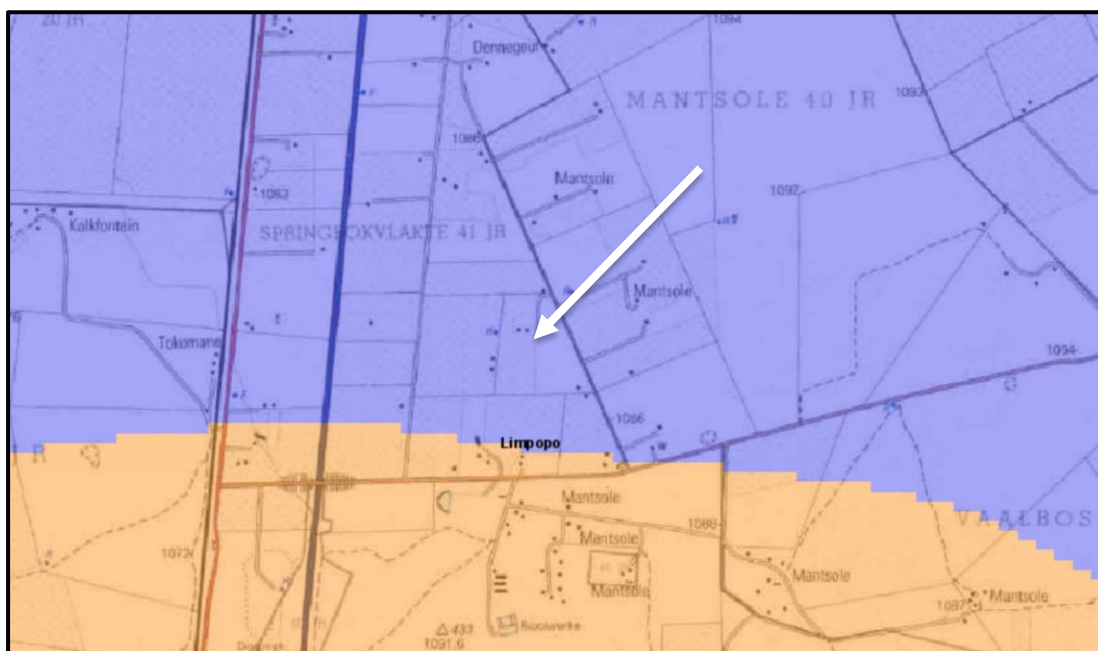 20 JR
1094
Dennegeur
MANTSOLE 40 JR
1093
1086
Mantsole
1092
1083
Kalkfontein
SPRINGBOKVLAKTE 41 JR
Mantsole
Tokomane
1094
1086
Limpopo
W
J R
Mantsole
1088
VAALBOS
1072
Mantsole
Mantsole
Mantsole
Mantsole
1087
433
1091.6